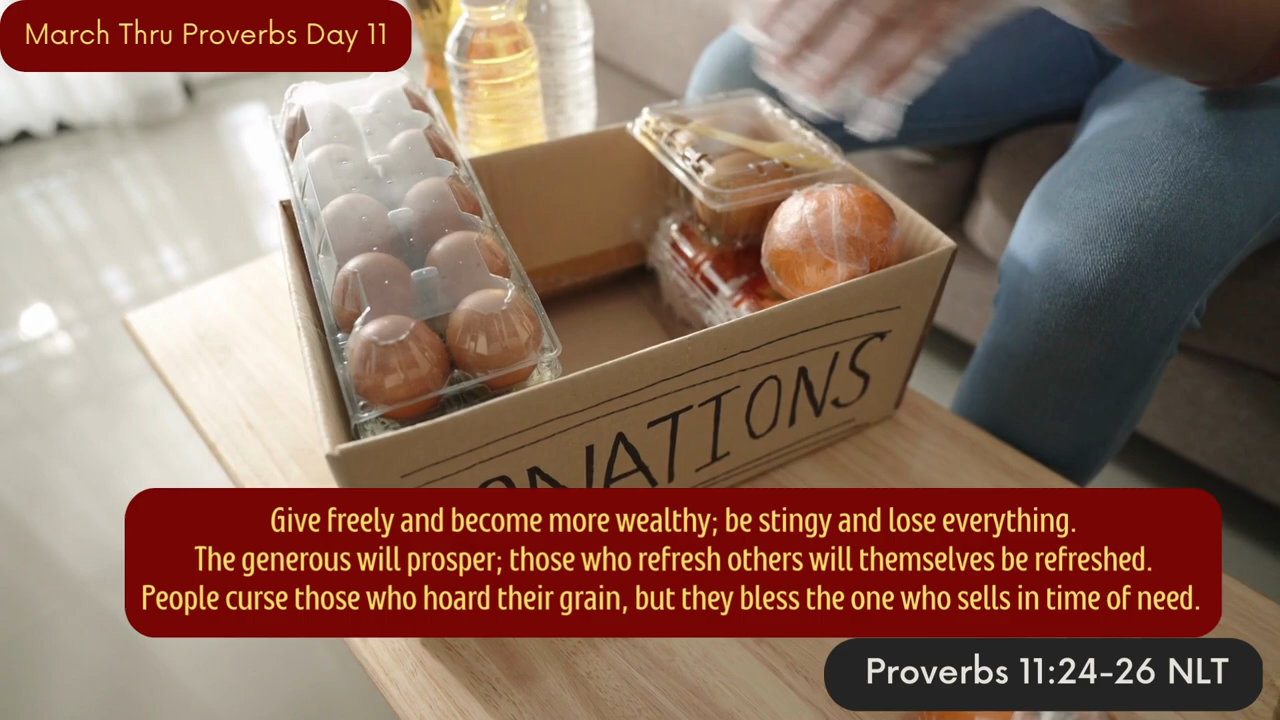 March Thru Proverbs Day 11
Give freely and become more wealthy; be stingy and lose everything.
The generous will prosper; those who refresh others will themselves be refreshed.
People curse those who hoard their grain, but they bless the one who sells in time of need.
Proverbs 11:24-26 NLT